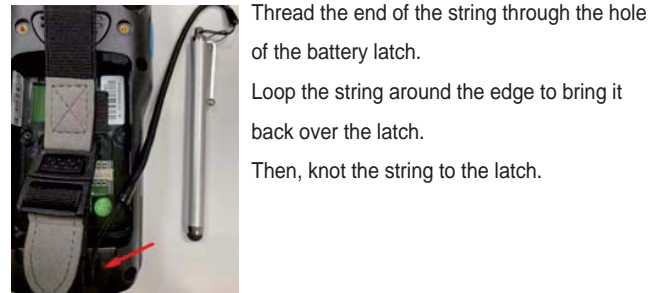 Thread the end of the string through the hole
of the battery latch.
Loop the string around the edge to bring it
back over the latch.
Then, knot the string to the latch.